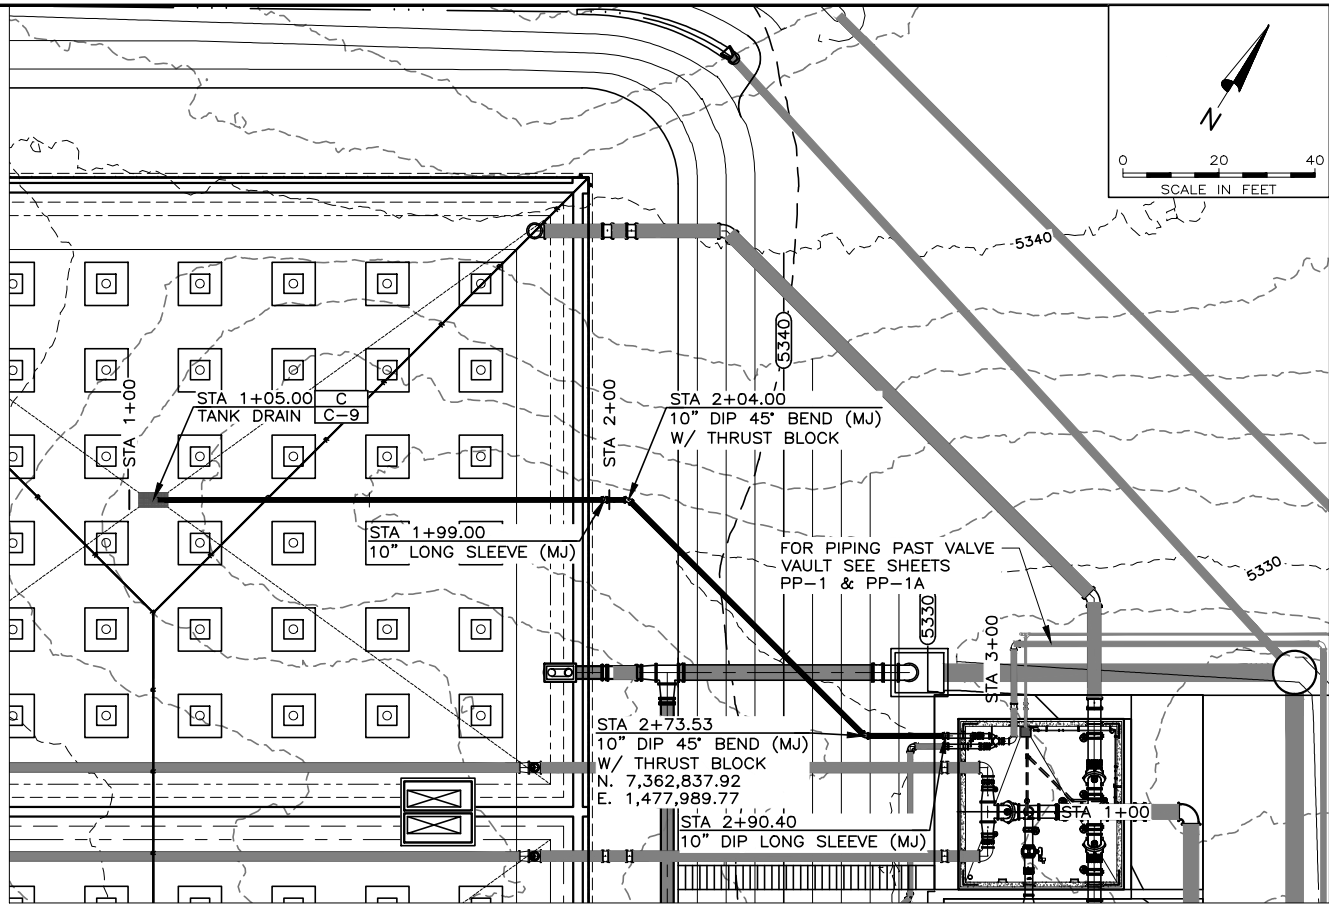 N
0 20 40
SCALE IN FEET
5340
5340
STA 1+00
STA 1+05.00 C
TANK DRAIN C-9
STA 2+00
STA 2+04.00
10" DIP 45° BEND (MJ)
W/ THRUST BLOCK
STA 1+99.00
10" LONG SLEEVE (MJ)
FOR PIPING PAST VALVE
VAULT SEE SHEETS
PP-1 & PP-1A
5330
5330
STA 3+00
STA 2+73.53
10" DIP 45° BEND (MJ)
W/ THRUST BLOCK
N. 7,362,837.92
E. 1,477,989.77
STA 2+90.40
10" DIP LONG SLEEVE (MJ)
STA 1+00